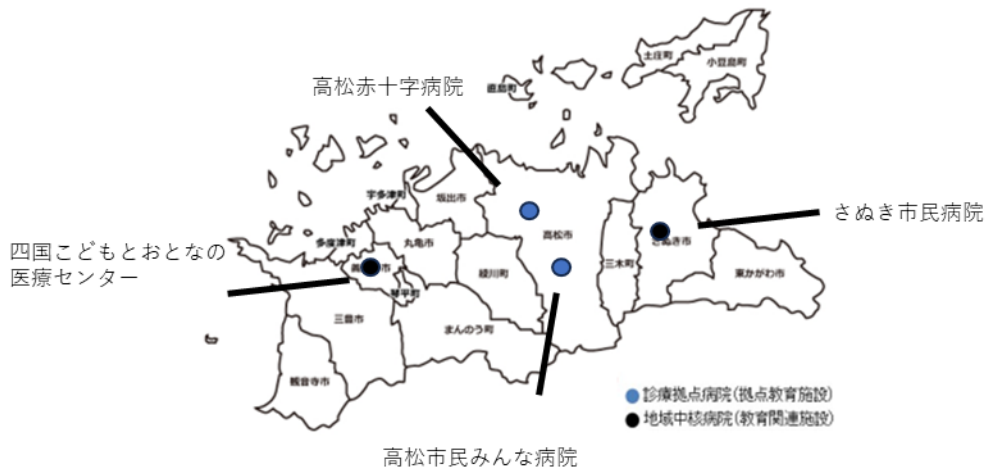 土庄町
小豆島町
直島町
高松赤十字病院
宇多津町
坂出市
さぬき市民病院
多度津町
丸亀市
高松市
さぬき市
四国こどもとおとなの
医療センター
綾川町
三木町
東かがわ市
琴平町
三豊市
まんのう町
観音寺市
診療拠点病院(拠点教育施設)
地域中核病院(教育関連施設)
高松市民みんな病院